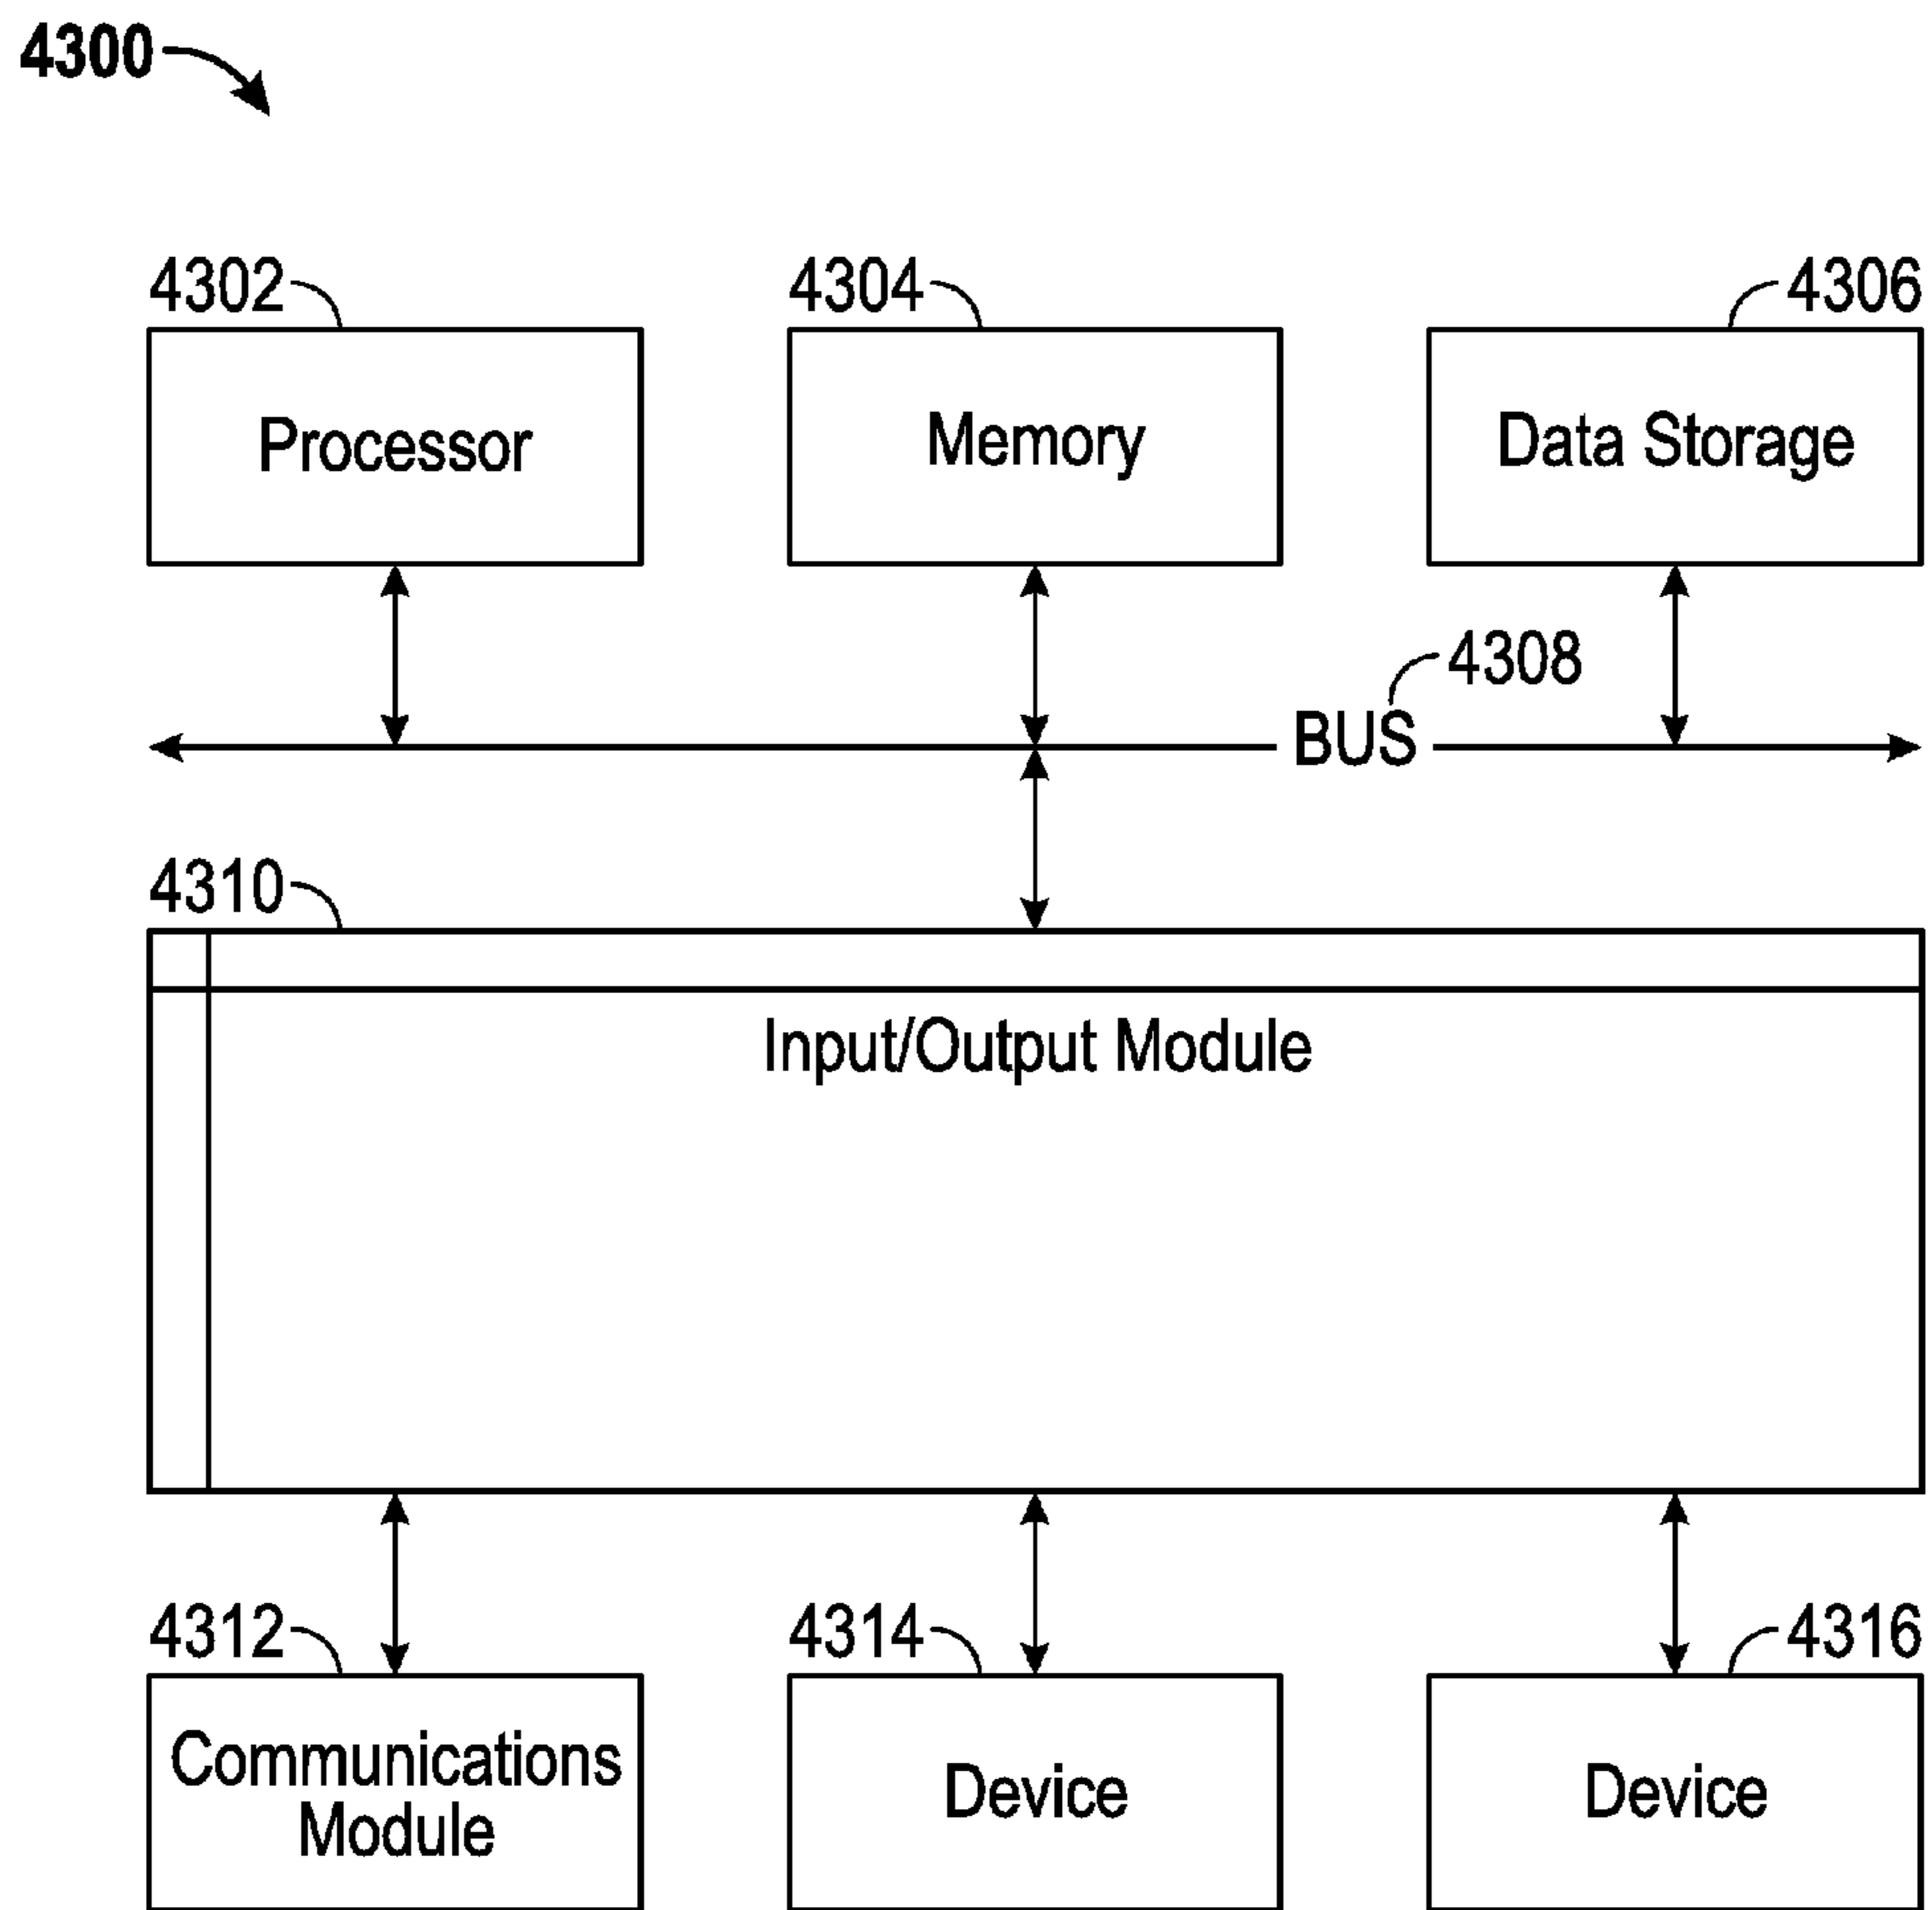 4300
4302
4304
4306
Processor
Memory
Data Storage
4308
BUS
4310
Input/Output Module
4312
4314
4316
Communications
Module
Device
Device